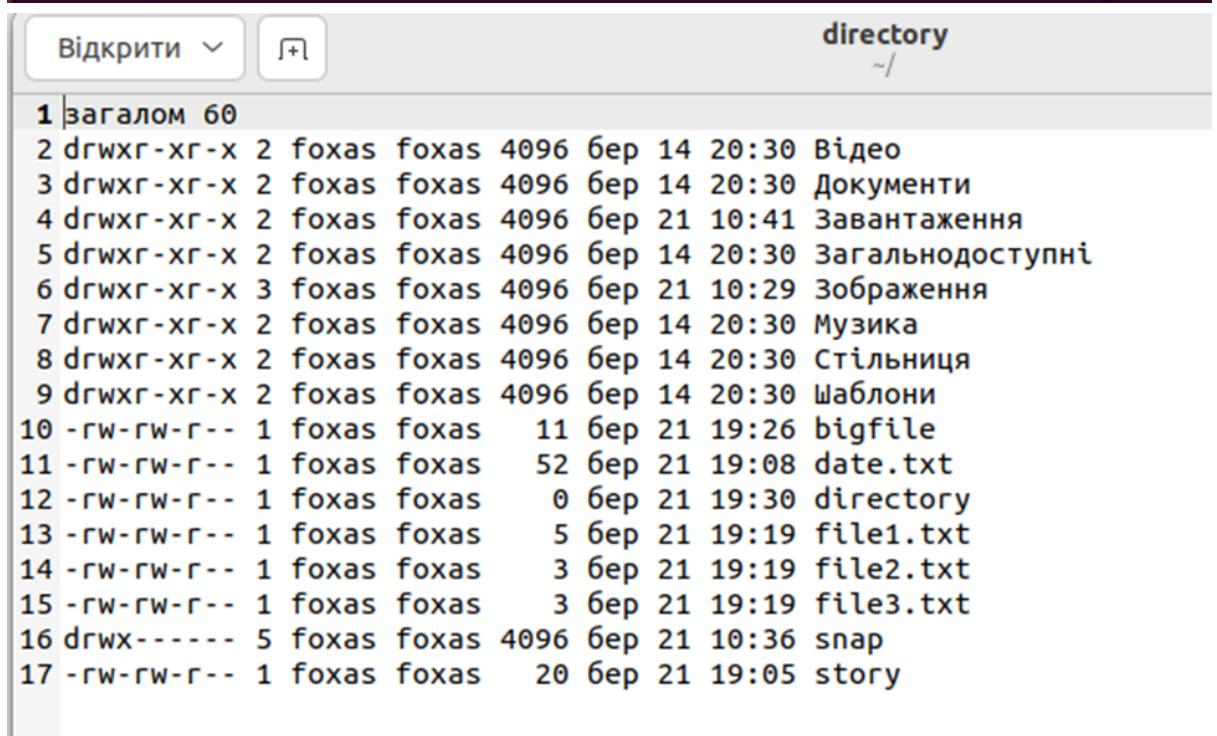 Відкрити
directory
~/
1 загалом 60
2 drwxr-xr-x 2 foxas foxas 4096 бер 14 20:30 Відео
3 drwxr-xr-x 2 foxas foxas 4096 бер 14 20:30 Документи
4 drwxr-xr-x 2 foxas foxas 4096 бер 21 10:41 Завантаження
5 drwxr-xr-x 2 foxas foxas 4096 бер 14 20:30 Загальнодоступні
6 drwxr-xr-x 3 foxas foxas 4096 бер 21 10:29 Зображення
7 drwxr-xr-x 2 foxas foxas 4096 бер 14 20:30 Музика
8 drwxr-xr-x 2 foxas foxas 4096 бер 14 20:30 Стільниця
9 drwxr-xr-x 2 foxas foxas 4096 бер 14 20:30 Шаблони
10 -rw-rw-r-- 1 foxas foxas   11 бер 21 19:26 bigfile
11 -rw-rw-r-- 1 foxas foxas   52 бер 21 19:08 date.txt
12 -rw-rw-r-- 1 foxas foxas    0 бер 21 19:30 directory
13 -rw-rw-r-- 1 foxas foxas    5 бер 21 19:19 file1.txt
14 -rw-rw-r-- 1 foxas foxas    3 бер 21 19:19 file2.txt
15 -rw-rw-r-- 1 foxas foxas    3 бер 21 19:19 file3.txt
16 drwx------ 5 foxas foxas 4096 бер 21 10:36 snap
17 -rw-rw-r-- 1 foxas foxas   20 бер 21 19:05 story